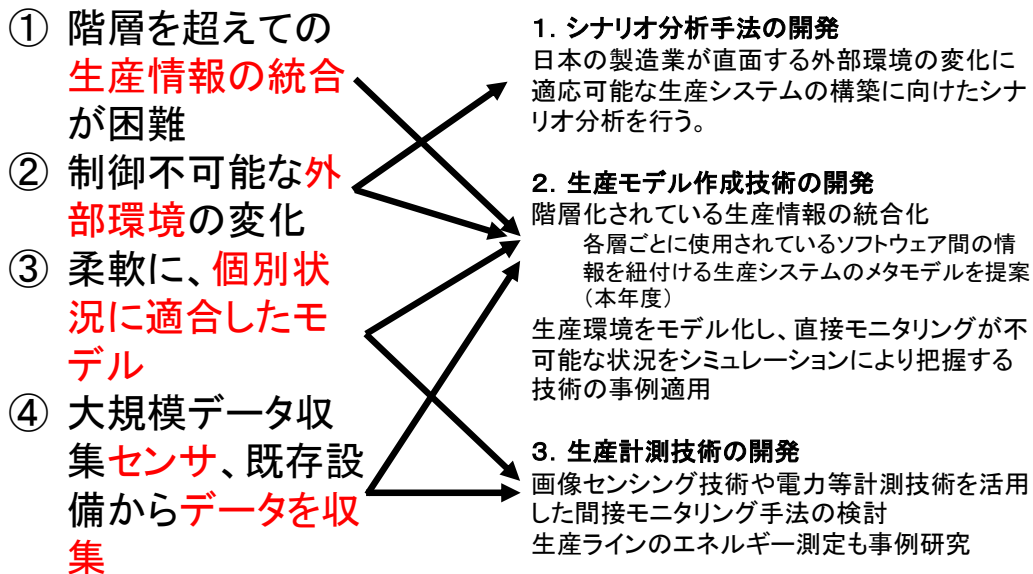 ① 階層を超えての
生産情報の統合
が困難
② 制御不可能な外
部環境の変化
③ 柔軟に、個別状
況に適合したモ
デル
④ 大規模データ収
集センサ、既存設
備からデータを収
集
1．シナリオ分析手法の開発
日本の製造業が直面する外部環境の変化に
適応可能な生産システムの構築に向けたシナ
リオ分析を行う。
2．生産モデル作成技術の開発
階層化されている生産情報の統合化
各層ごとに使用されているソフトウェア間の情
報を紐付ける生産システムのメタモデルを提案
（本年度）
生産環境をモデル化し、直接モニタリングが不
可能な状況をシミュレーションにより把握する
技術の事例適用
3．生産計測技術の開発
画像センシング技術や電力等計測技術を活用
した間接モニタリング手法の検討
生産ラインのエネルギー測定も事例研究